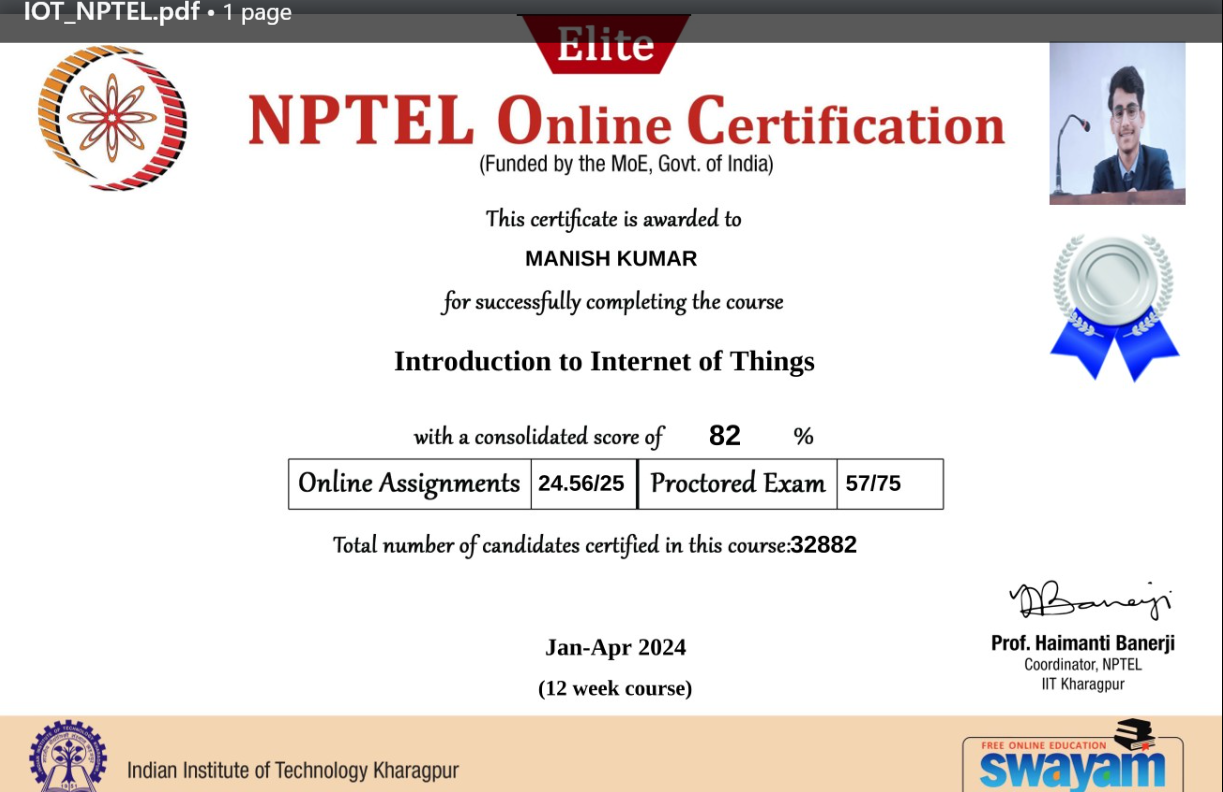 IOT_NPTEL.pdf • 1 page
Elite
NPTEL Online Certification
(Funded by the MoE, Govt. of India)
This certificate is awarded to
MANISH KUMAR
for successfully completing the course
Introduction to Internet of Things
with a consolidated score of 82 %
Online Assignments 24.56/25 Proctored Exam 57/75
Total number of candidates certified in this course:32882
Jan-Apr 2024
(12 week course)
Prof. Haimanti Banerji
Coordinator, NPTEL
IIT Kharagpur
Indian Institute of Technology Kharagpur
FREE ONLINE EDUCATION
swayam